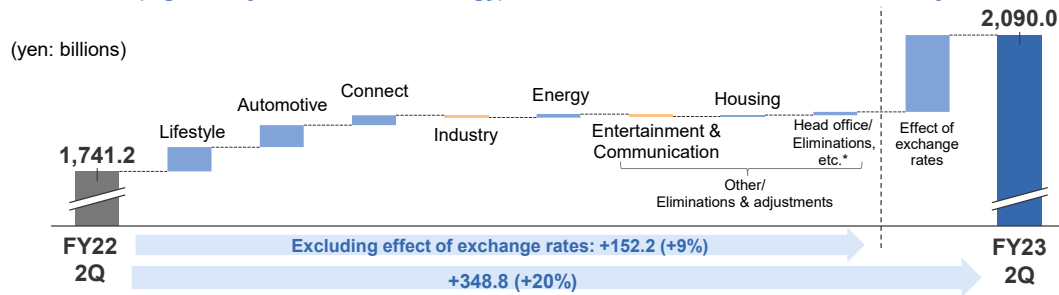 2,090.0
(yen: billions)
Connect
Automotive
Energy
Housing
Lifestyle
Industry
Entertainment &
Communication
Head office/
Eliminations,
etc.*
Effect of
exchange
rates
1,741.2
Other/
Eliminations & adjustments
FY22
2Q
Excluding effect of exchange rates: +152.2 (+9%)
FY23
2Q
+348.8 (+20%)